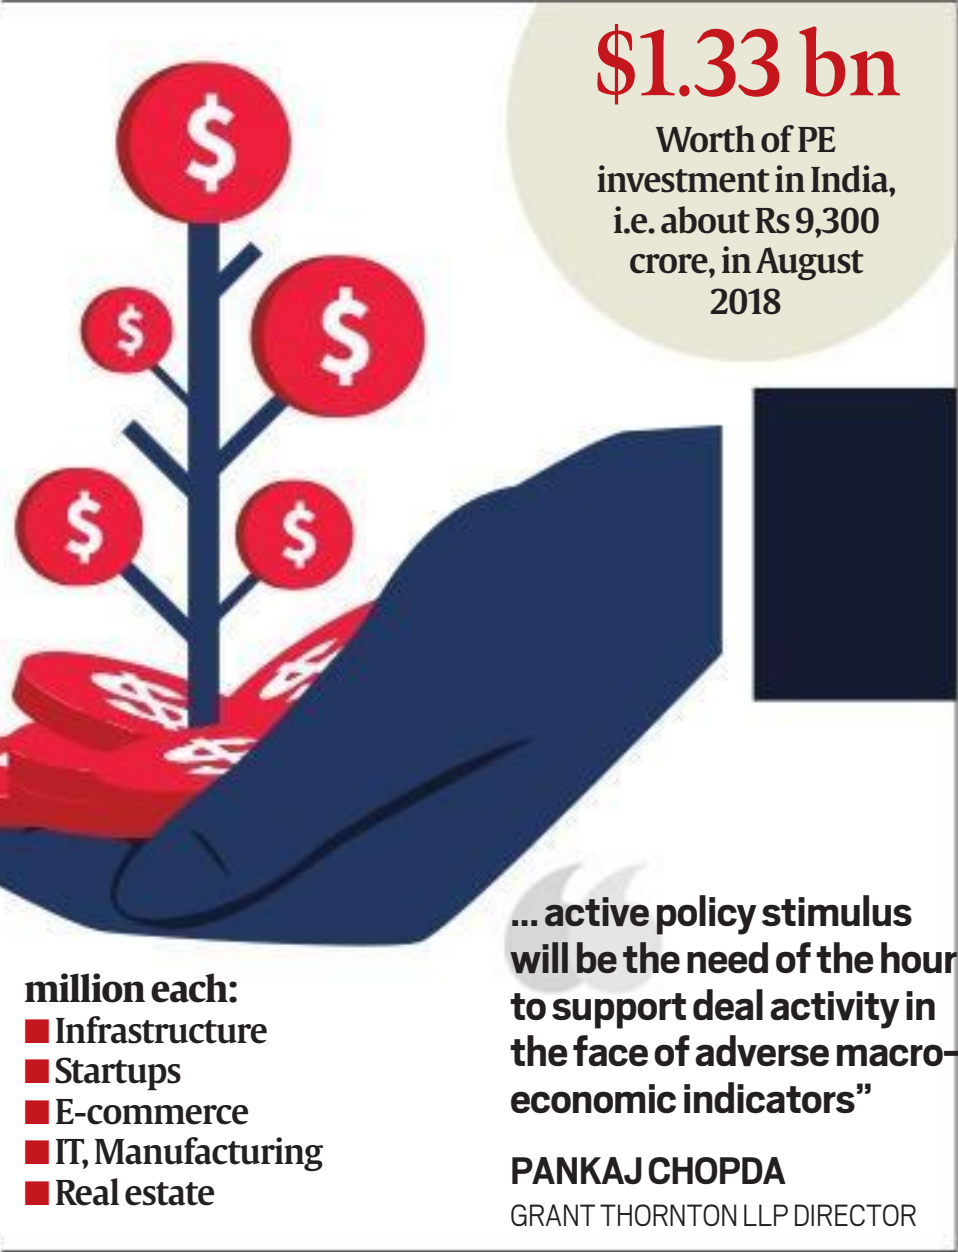 $1.33 bn
Worth of PE
investment in India,
i.e. about Rs 9,300
crore, in August
2018
$
$
$
$
$
million each:
Infrastructure
Startups
E-commerce
IT, Manufacturing
Real estate
... active policy stimulus
will be the need of the hour
to support deal activity in
the face of adverse macro-
economic indicators”
PANKAJ CHOPDA
GRANT THORNTON LLP DIRECTOR